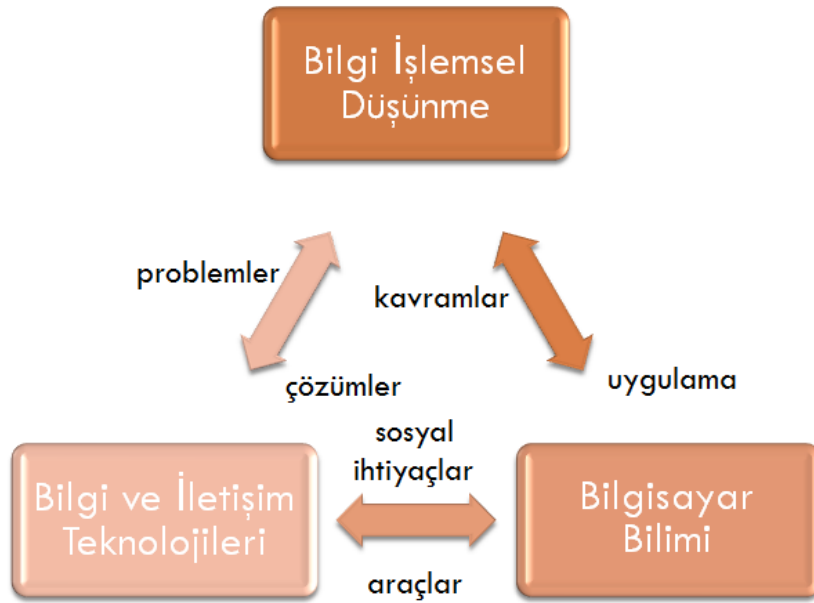 Bilgi İşlemsel
Düşünme
problemler
kavramlar
çözümler
uygulama
sosyal
ihtiyaçlar
Bilgi ve İletişim
Teknolojileri
Bilgisayar
Bilimi
araçlar